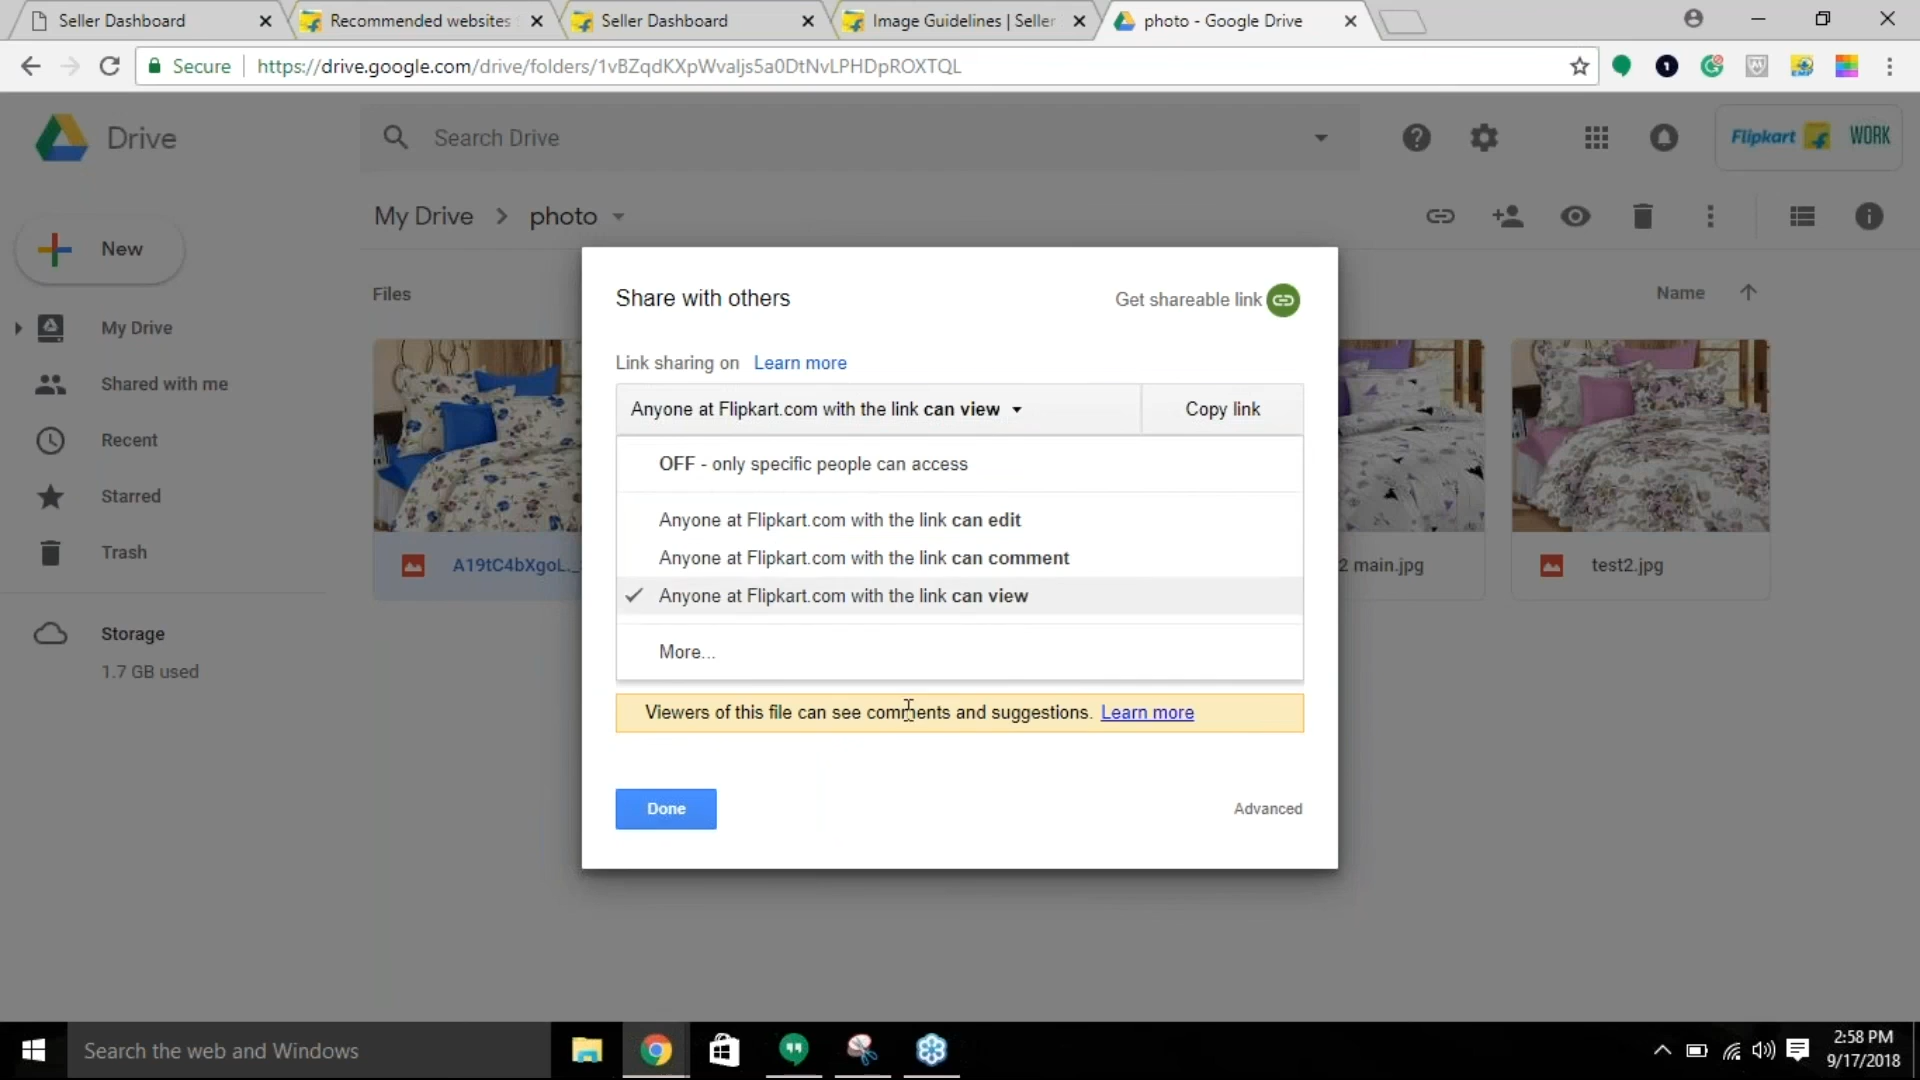 Seller Dashboard
Recommended websites
Seller Dashboard
Image Guidelines | Seller
photo - Google Drive
Secure
https://drive.google.com/drive/folders/1vBZqdKXpWvaljs5a0DtNvLPHDpROXTQL
Drive
Search Drive
Flipkart
WORK
My Drive
photo
New
Files
Name
My Drive
Shared with me
Recent
Starred
Trash
Storage
1.7 GB used
Share with others
Get shareable link
Link sharing on Learn more
Anyone at Flipkart.com with the link can view
Copy link
OFF - only specific people can access
Anyone at Flipkart.com with the link can edit
Anyone at Flipkart.com with the link can comment
Anyone at Flipkart.com with the link can view
More...
Viewers of this file can see comments and suggestions. Learn more
Done
Advanced
A19tC4bXgoL._
2 main.jpg
test2.jpg
Search the web and Windows
2:58 PM
9/17/2018